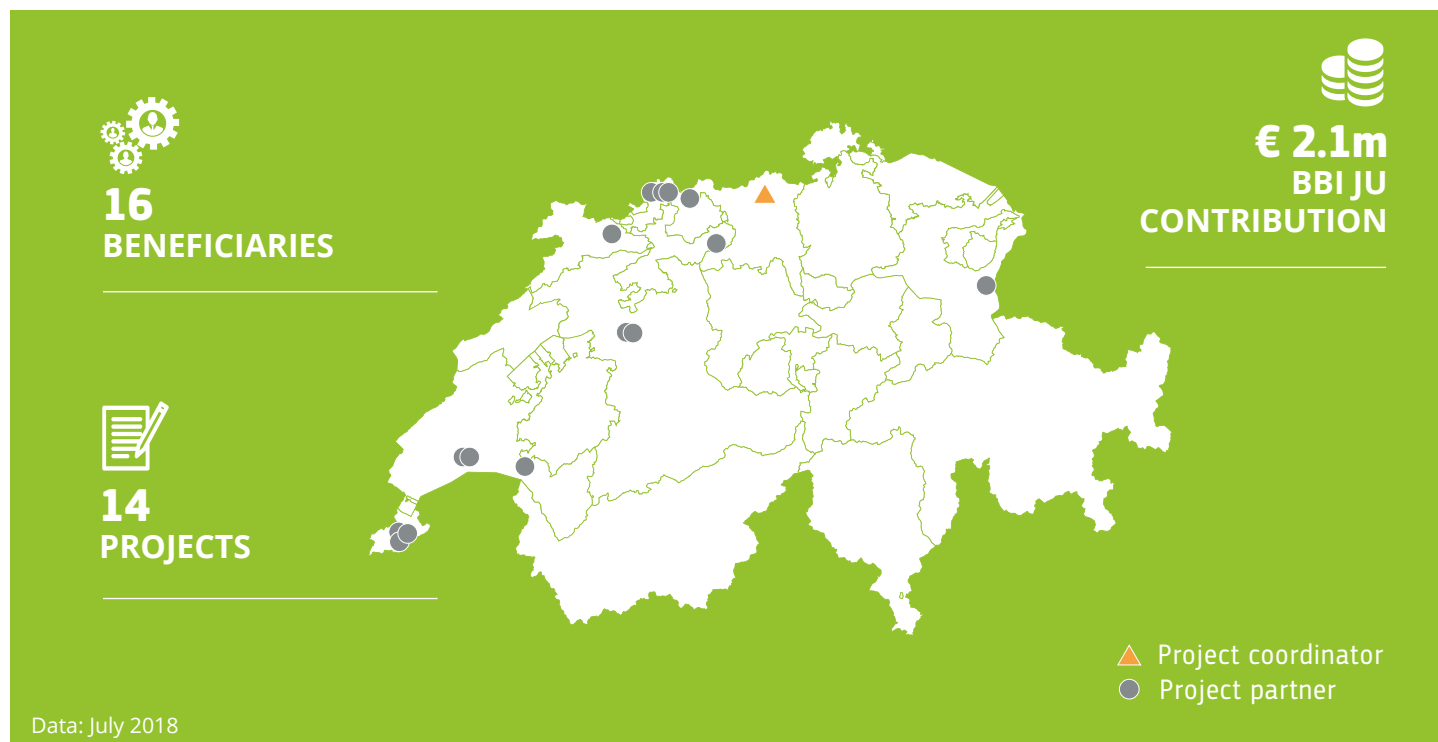 16
BENEFICIARIES
14
PROJECTS
€ 2.1m
BBI JU
CONTRIBUTION
Project coordinator
Project partner
Data: July 2018